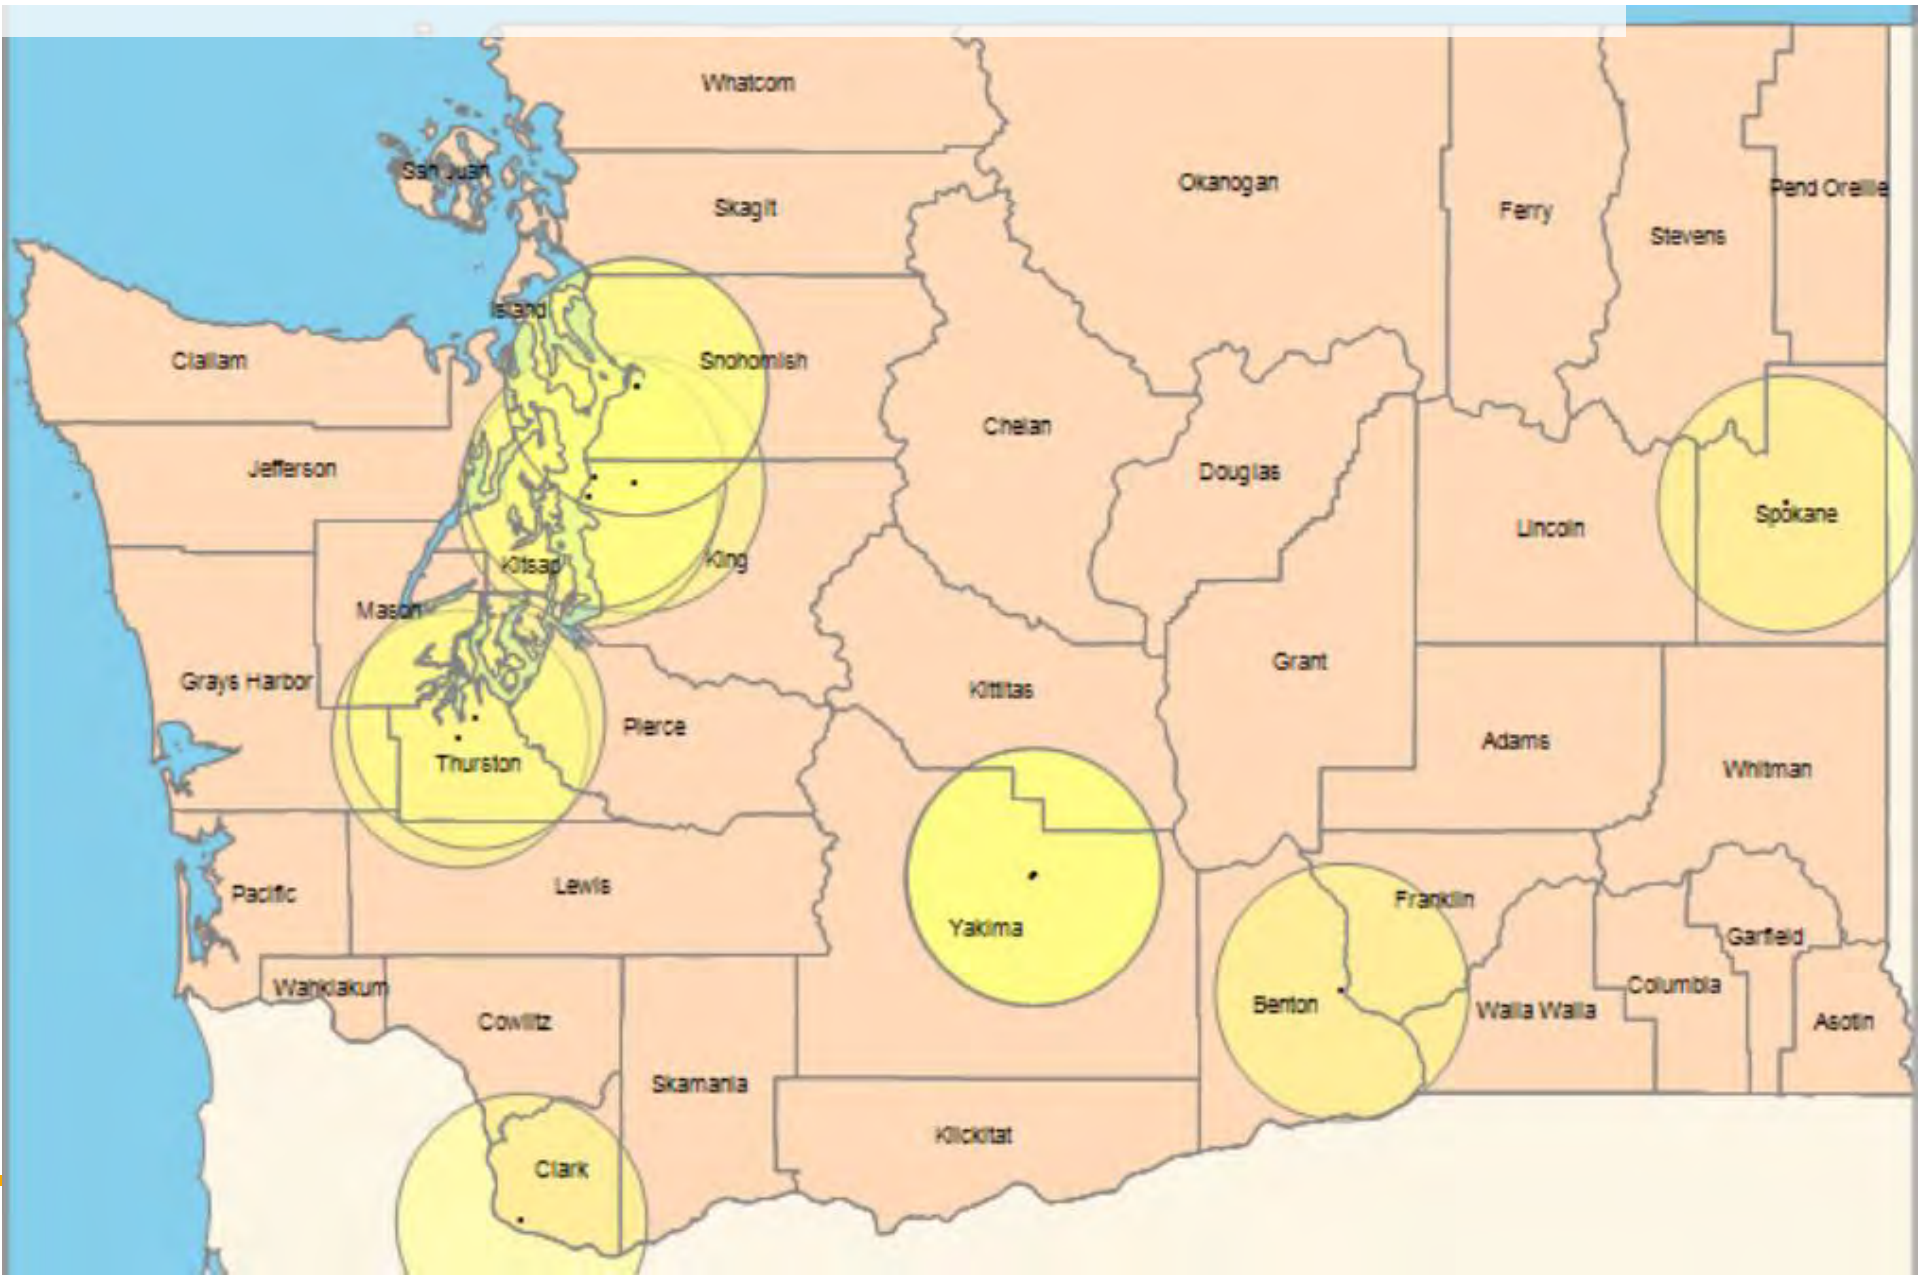 Whatcom
San Juan
Skagit
Okanogan
Ferry
Pend Oreille
Stevens
Island
Clallam
Snohomish
Chelan
Jefferson
Douglas
Spokane
Lincoln
Kitsap
King
Mason
Grays Harbor
Kittitas
Grant
Pierce
Adams
Thurston
Whitman
Pacific
Lewis
Yakima
Franklin
Garfield
Wahkiakum
Columbia
Benton
Walla Walla
Cowlitz
Asotin
Skamania
Klickitat
Clark